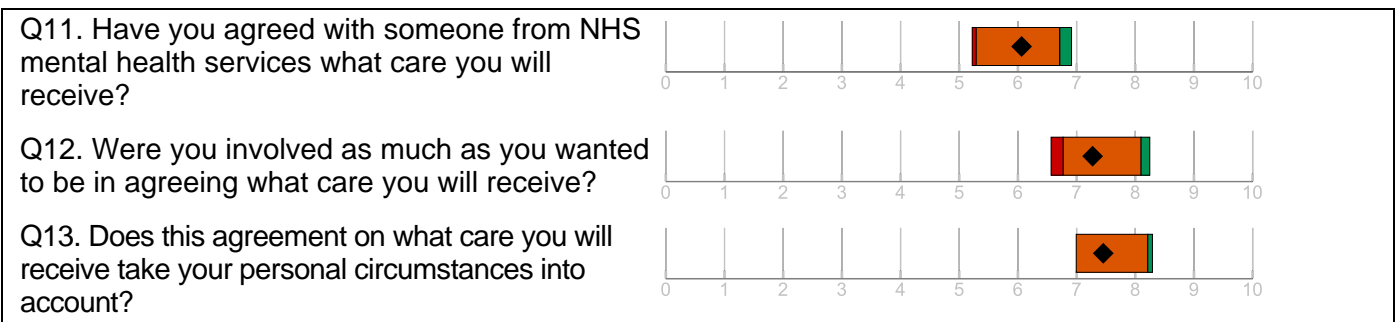 Q11. Have you agreed with someone from NHS
mental health services what care you will
receive?
0 1 2 3 4 5 6 7 8 9 10
Q12. Were you involved as much as you wanted
to be in agreeing what care you will receive?
0 1 2 3 4 5 6 7 8 9 10
Q13. Does this agreement on what care you will
receive take your personal circumstances into
account?
0 1 2 3 4 5 6 7 8 9 10